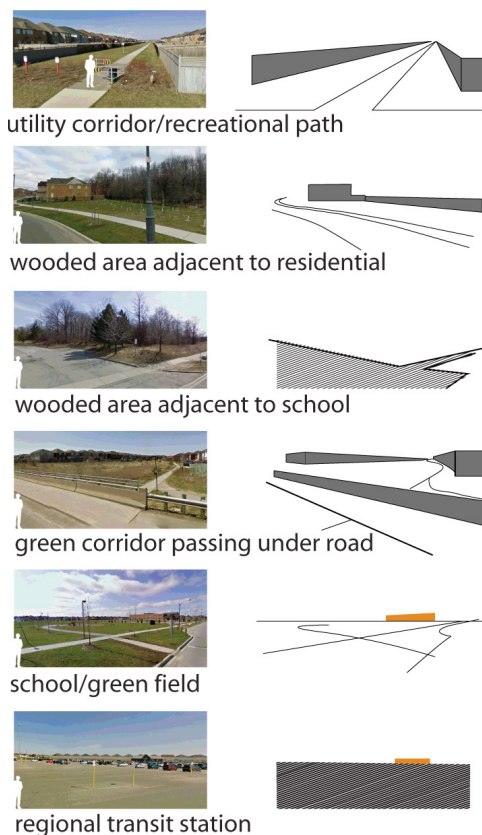 utility corridor/recreational path
wooded area adjacent to residential
wooded area adjacent to school
green corridor passing under road
school/green field
regional transit station